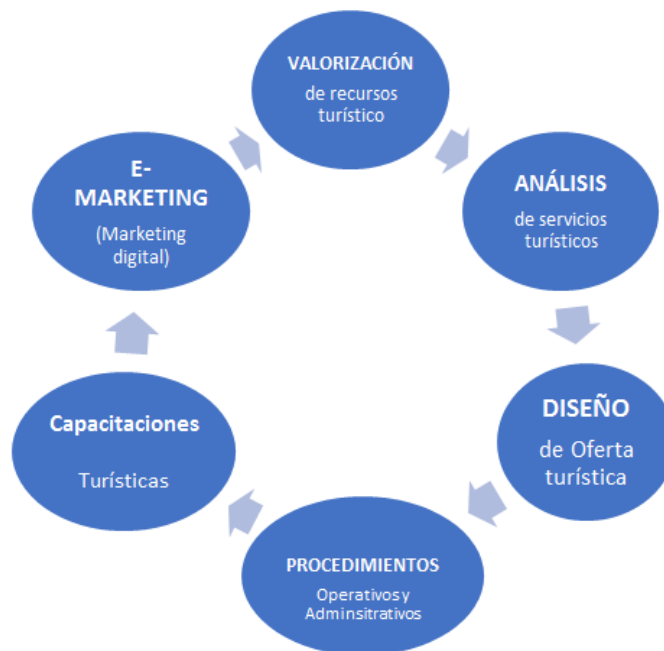 VALORIZACIÓN
de recursos
turístico
ANÁLISIS
de servicios
turísticos
DISEÑO
de Oferta
turística
PROCEDIMIENTOS
Operativos y
Adminsitrativos
Capacitaciones
Turísticas
E-
MARKETING
(Marketing
digital)